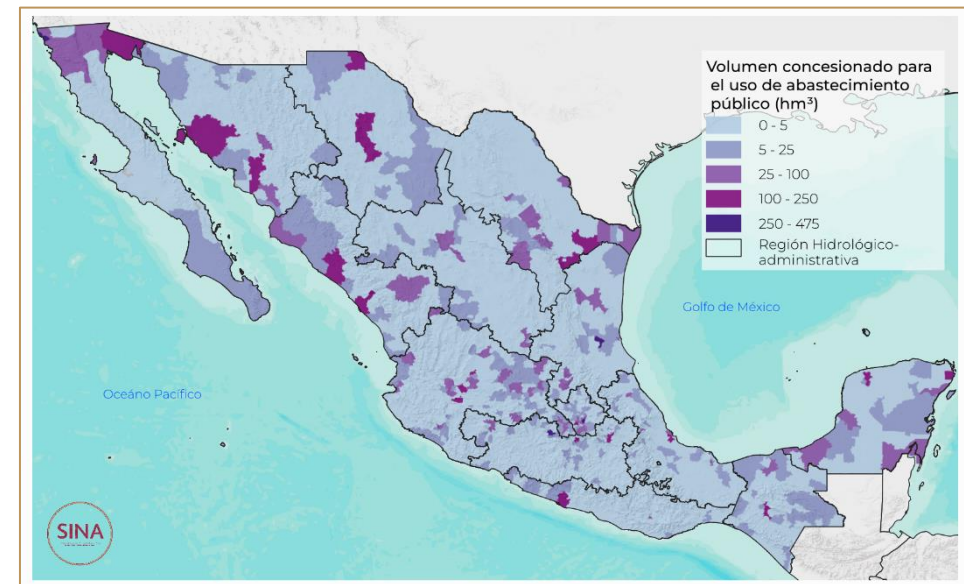 Volumen concesionado para
el uso de abastecimiento
público (hm³)
0 - 5
5 - 25
25 - 100
100 - 250
250 - 475
Región Hidrológico-
administrativa
Golfo de México
Oceáno Pacífico
SINA